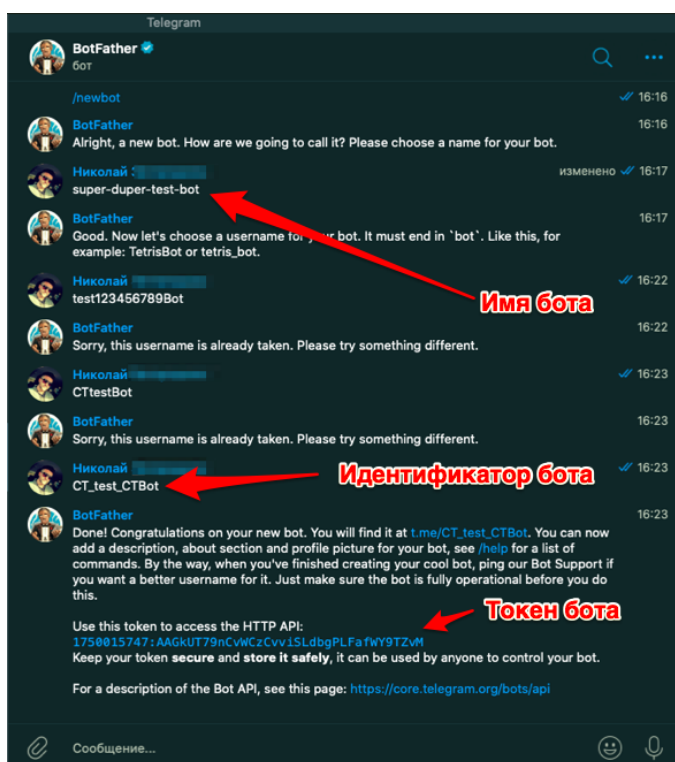 Telegram
BotFather
бот
/newbot 16:16
BotFather 16:16
Alright, a new bot. How are we going to call it? Please choose a name for your bot.
Николай изменено 16:17
super-duper-test-bot
BotFather 16:17
Good. Now let's choose a username for your bot. It must end in `bot`. Like this, for
example: TetrisBot or tetris_bot.
Николай 16:22
test123456789Bot
Имя бота
BotFather 16:22
Sorry, this username is already taken. Please try something different.
Николай 16:23
CTtestBot
BotFather 16:23
Sorry, this username is already taken. Please try something different.
Николай 16:23
CT_test_CTBot
Идентификатор бота
BotFather 16:23
Done! Congratulations on your new bot. You will find it at t.me/CT_test_CTBot. You can now
add a description, about section and profile picture for your bot, see /help for a list of
commands. By the way, when you've finished creating your cool bot, ping our Bot Support if
you want a better username for it. Just make sure the bot is fully operational before you do
this.
Токен бота
Use this token to access the HTTP API:
1750015747:AAGkUT79nCvWCzCvviSLdbgPLFafWY9TZvM
Keep your token secure and store it safely, it can be used by anyone to control your bot.
For a description of the Bot API, see this page: https://core.telegram.org/bots/api
Сообщение...